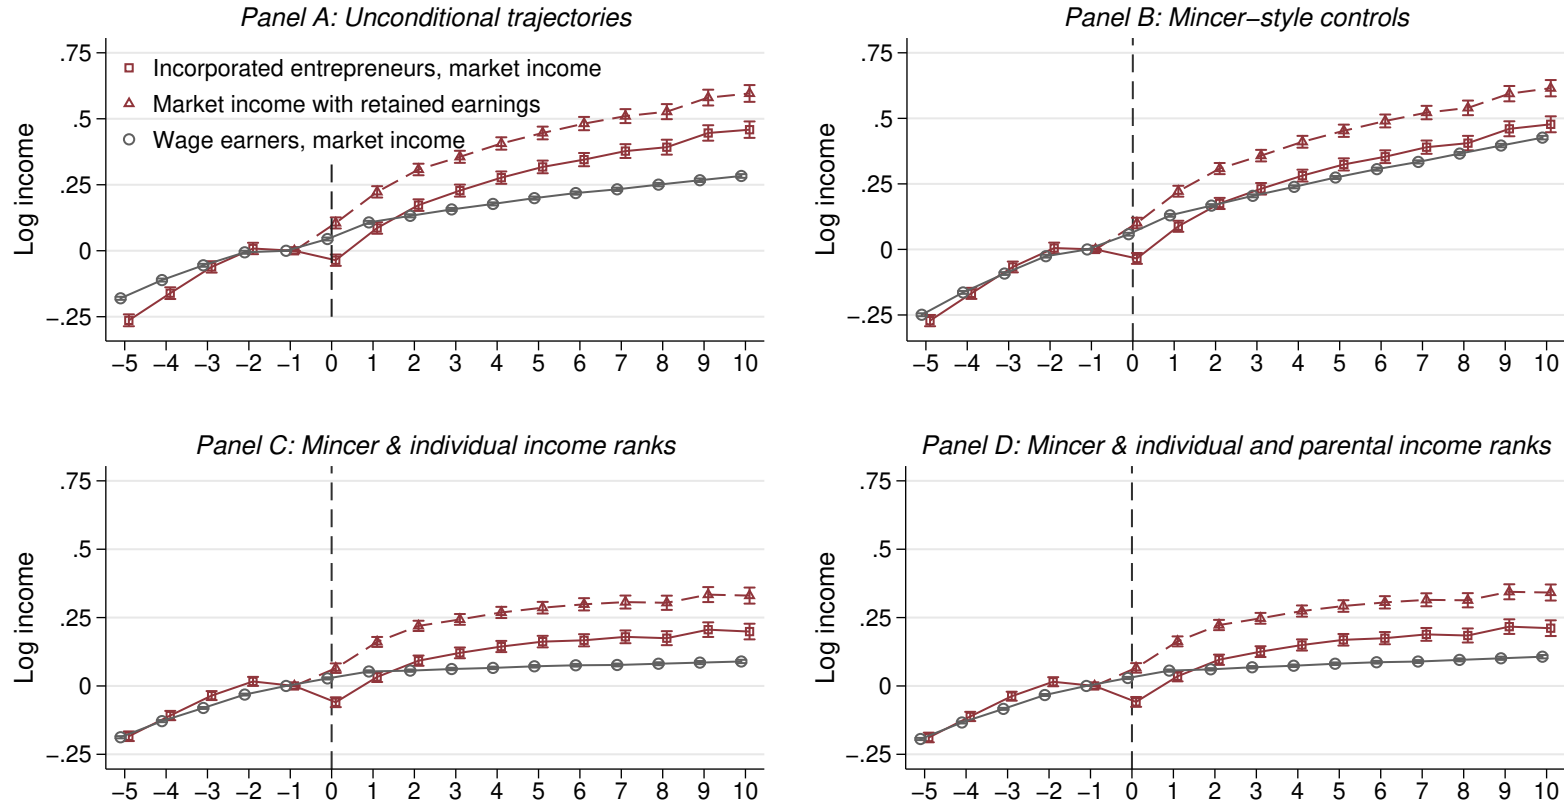 Panel A: Unconditional trajectories
Log income
.75
.5
.25
0
−.25
Incorporated entrepreneurs, market income
Market income with retained earnings
Wage earners, market income
−5 −4 −3 −2 −1 0 1 2 3 4 5 6 7 8 9 10
Panel B: Mincer−style controls
Log income
.75
.5
.25
0
−.25
−5 −4 −3 −2 −1 0 1 2 3 4 5 6 7 8 9 10
Panel C: Mincer & individual income ranks
Log income
.75
.5
.25
0
−.25
−5 −4 −3 −2 −1 0 1 2 3 4 5 6 7 8 9 10
Panel D: Mincer & individual and parental income ranks
Log income
.75
.5
.25
0
−.25
−5 −4 −3 −2 −1 0 1 2 3 4 5 6 7 8 9 10